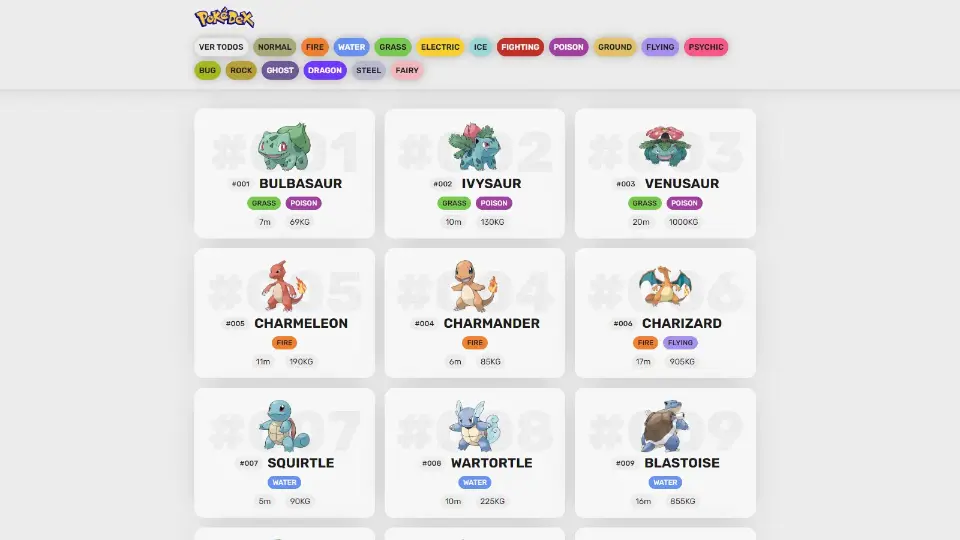 PokéDex
VER TODOS NORMAL FIRE WATER GRASS ELECTRIC ICE FIGHTING POISON GROUND FLYING PSYCHIC
BUG ROCK GHOST DRAGON STEEL FAIRY
#001
#001 BULBASAUR
GRASS POISON
7m 69KG
#002
#002 IVYSAUR
GRASS POISON
10m 130KG
#003
#003 VENUSAUR
GRASS POISON
20m 1000KG
#005
#005 CHARMELEON
FIRE
11m 190KG
#004
#004 CHARMANDER
FIRE
6m 85KG
#006
#006 CHARIZARD
FIRE FLYING
17m 905KG
#007
#007 SQUIRTLE
WATER
5m 90KG
#008
#008 WARTORTLE
WATER
10m 225KG
#009
#009 BLASTOISE
WATER
16m 855KG